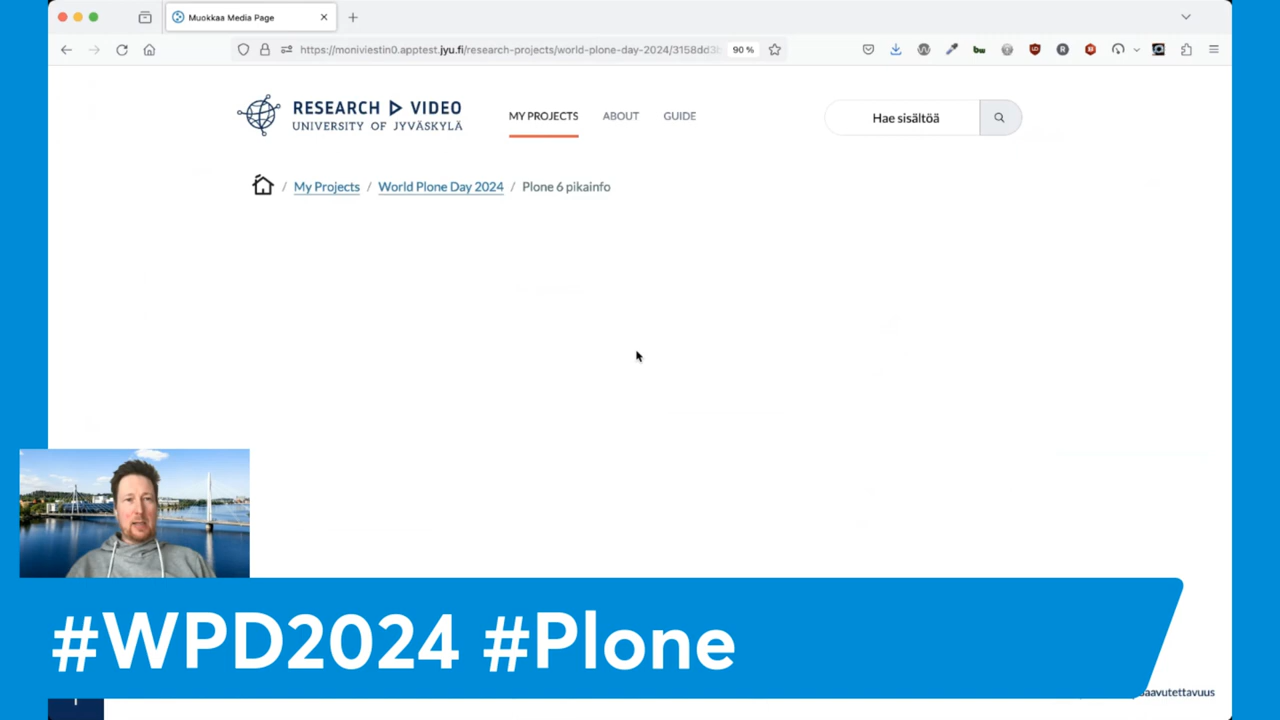 Muokkaa Media Page
https://moniviestin0.apptest.jyu.fi/research-projects/world-plone-day-2024/3158dd3
90 %
RESEARCH VIDEO
UNIVERSITY OF JYVÄSKYLÄ
MY PROJECTS
ABOUT
GUIDE
Hae sisältöä
/ My Projects / World Plone Day 2024 / Plone 6 pikainfo
#WPD2024 #Plone